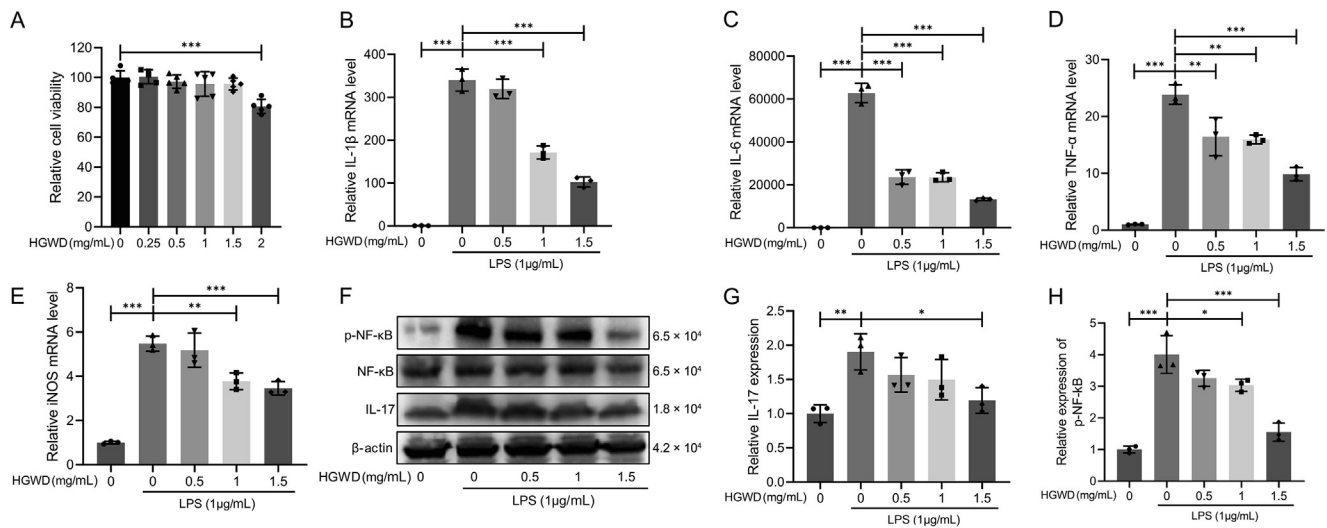 A
Relative cell viability
120
100
80
60
40
20
0
***
HGWD (mg/mL) 0 0.25 0.5 1 1.5 2
B
Relative IL-1β mRNA level
400
300
200
100
0
*** *** ***
HGWD (mg/mL) 0 0 0.5 1 1.5
LPS (1μg/mL)
C
Relative IL-6 mRNA level
80000
60000
40000
20000
0
*** *** *** ***
HGWD (mg/mL) 0 0 0.5 1 1.5
LPS (1μg/mL)
D
Relative TNF-α mRNA level
30
20
10
0
*** ** ** ***
HGWD (mg/mL) 0 0 0.5 1 1.5
LPS (1μg/mL)
E
Relative iNOS mRNA level
8
6
4
2
0
*** ** ***
HGWD (mg/mL) 0 0 0.5 1 1.5
LPS (1μg/mL)
F
p-NF-κB 6.5 × 10⁴
NF-κB 6.5 × 10⁴
IL-17 1.8 × 10⁴
β-actin 4.2 × 10⁴
HGWD (mg/mL) 0 0 0.5 1 1.5
LPS (1μg/mL)
G
Relative IL-17 expression
2.5
2.0
1.5
1.0
0.5
0.0
** *
HGWD (mg/mL) 0 0 0.5 1 1.5
LPS (1μg/mL)
H
Relative expression of
p-NF-κB
5
4
3
2
1
0
*** * ***
HGWD (mg/mL) 0 0 0.5 1 1.5
LPS (1μg/mL)